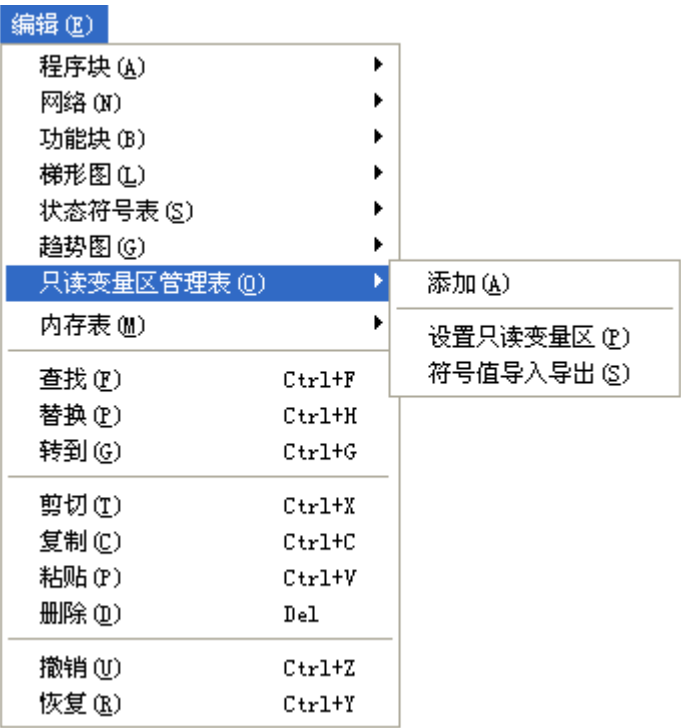 编辑(E)
程序块(A)
网络(N)
功能块(B)
梯形图(L)
状态符号表(S)
趋势图(G)
只读变量区管理表(O)
添加(A)
内存表(M)
设置只读变量区(P)
符号值导入导出(S)
查找(F) Ctrl+F
替换(P) Ctrl+H
转到(G) Ctrl+G
剪切(T) Ctrl+X
复制(C) Ctrl+C
粘贴(P) Ctrl+V
删除(D) Del
撤销(U) Ctrl+Z
恢复(R) Ctrl+Y